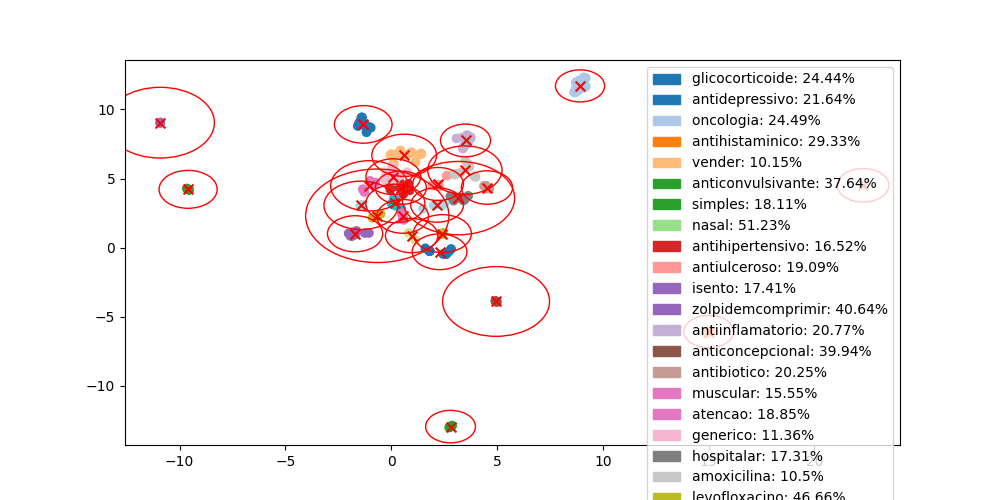 glicocorticoide: 24.44%
antidepressivo: 21.64%
oncologia: 24.49%
antihistaminico: 29.33%
vender: 10.15%
anticonvulsivante: 37.64%
simples: 18.11%
nasal: 51.23%
antihipertensivo: 16.52%
antiulceroso: 19.09%
isento: 17.41%
zolpidemcomprimir: 40.64%
antiinflamatorio: 20.77%
anticoncepcional: 39.94%
antibiotico: 20.25%
muscular: 15.55%
atencao: 18.85%
generico: 11.36%
hospitalar: 17.31%
amoxicilina: 10.5%
levofloxacino: 46.66%
10
5
0
−5
−10
−10
−5
0
5
10
15
20